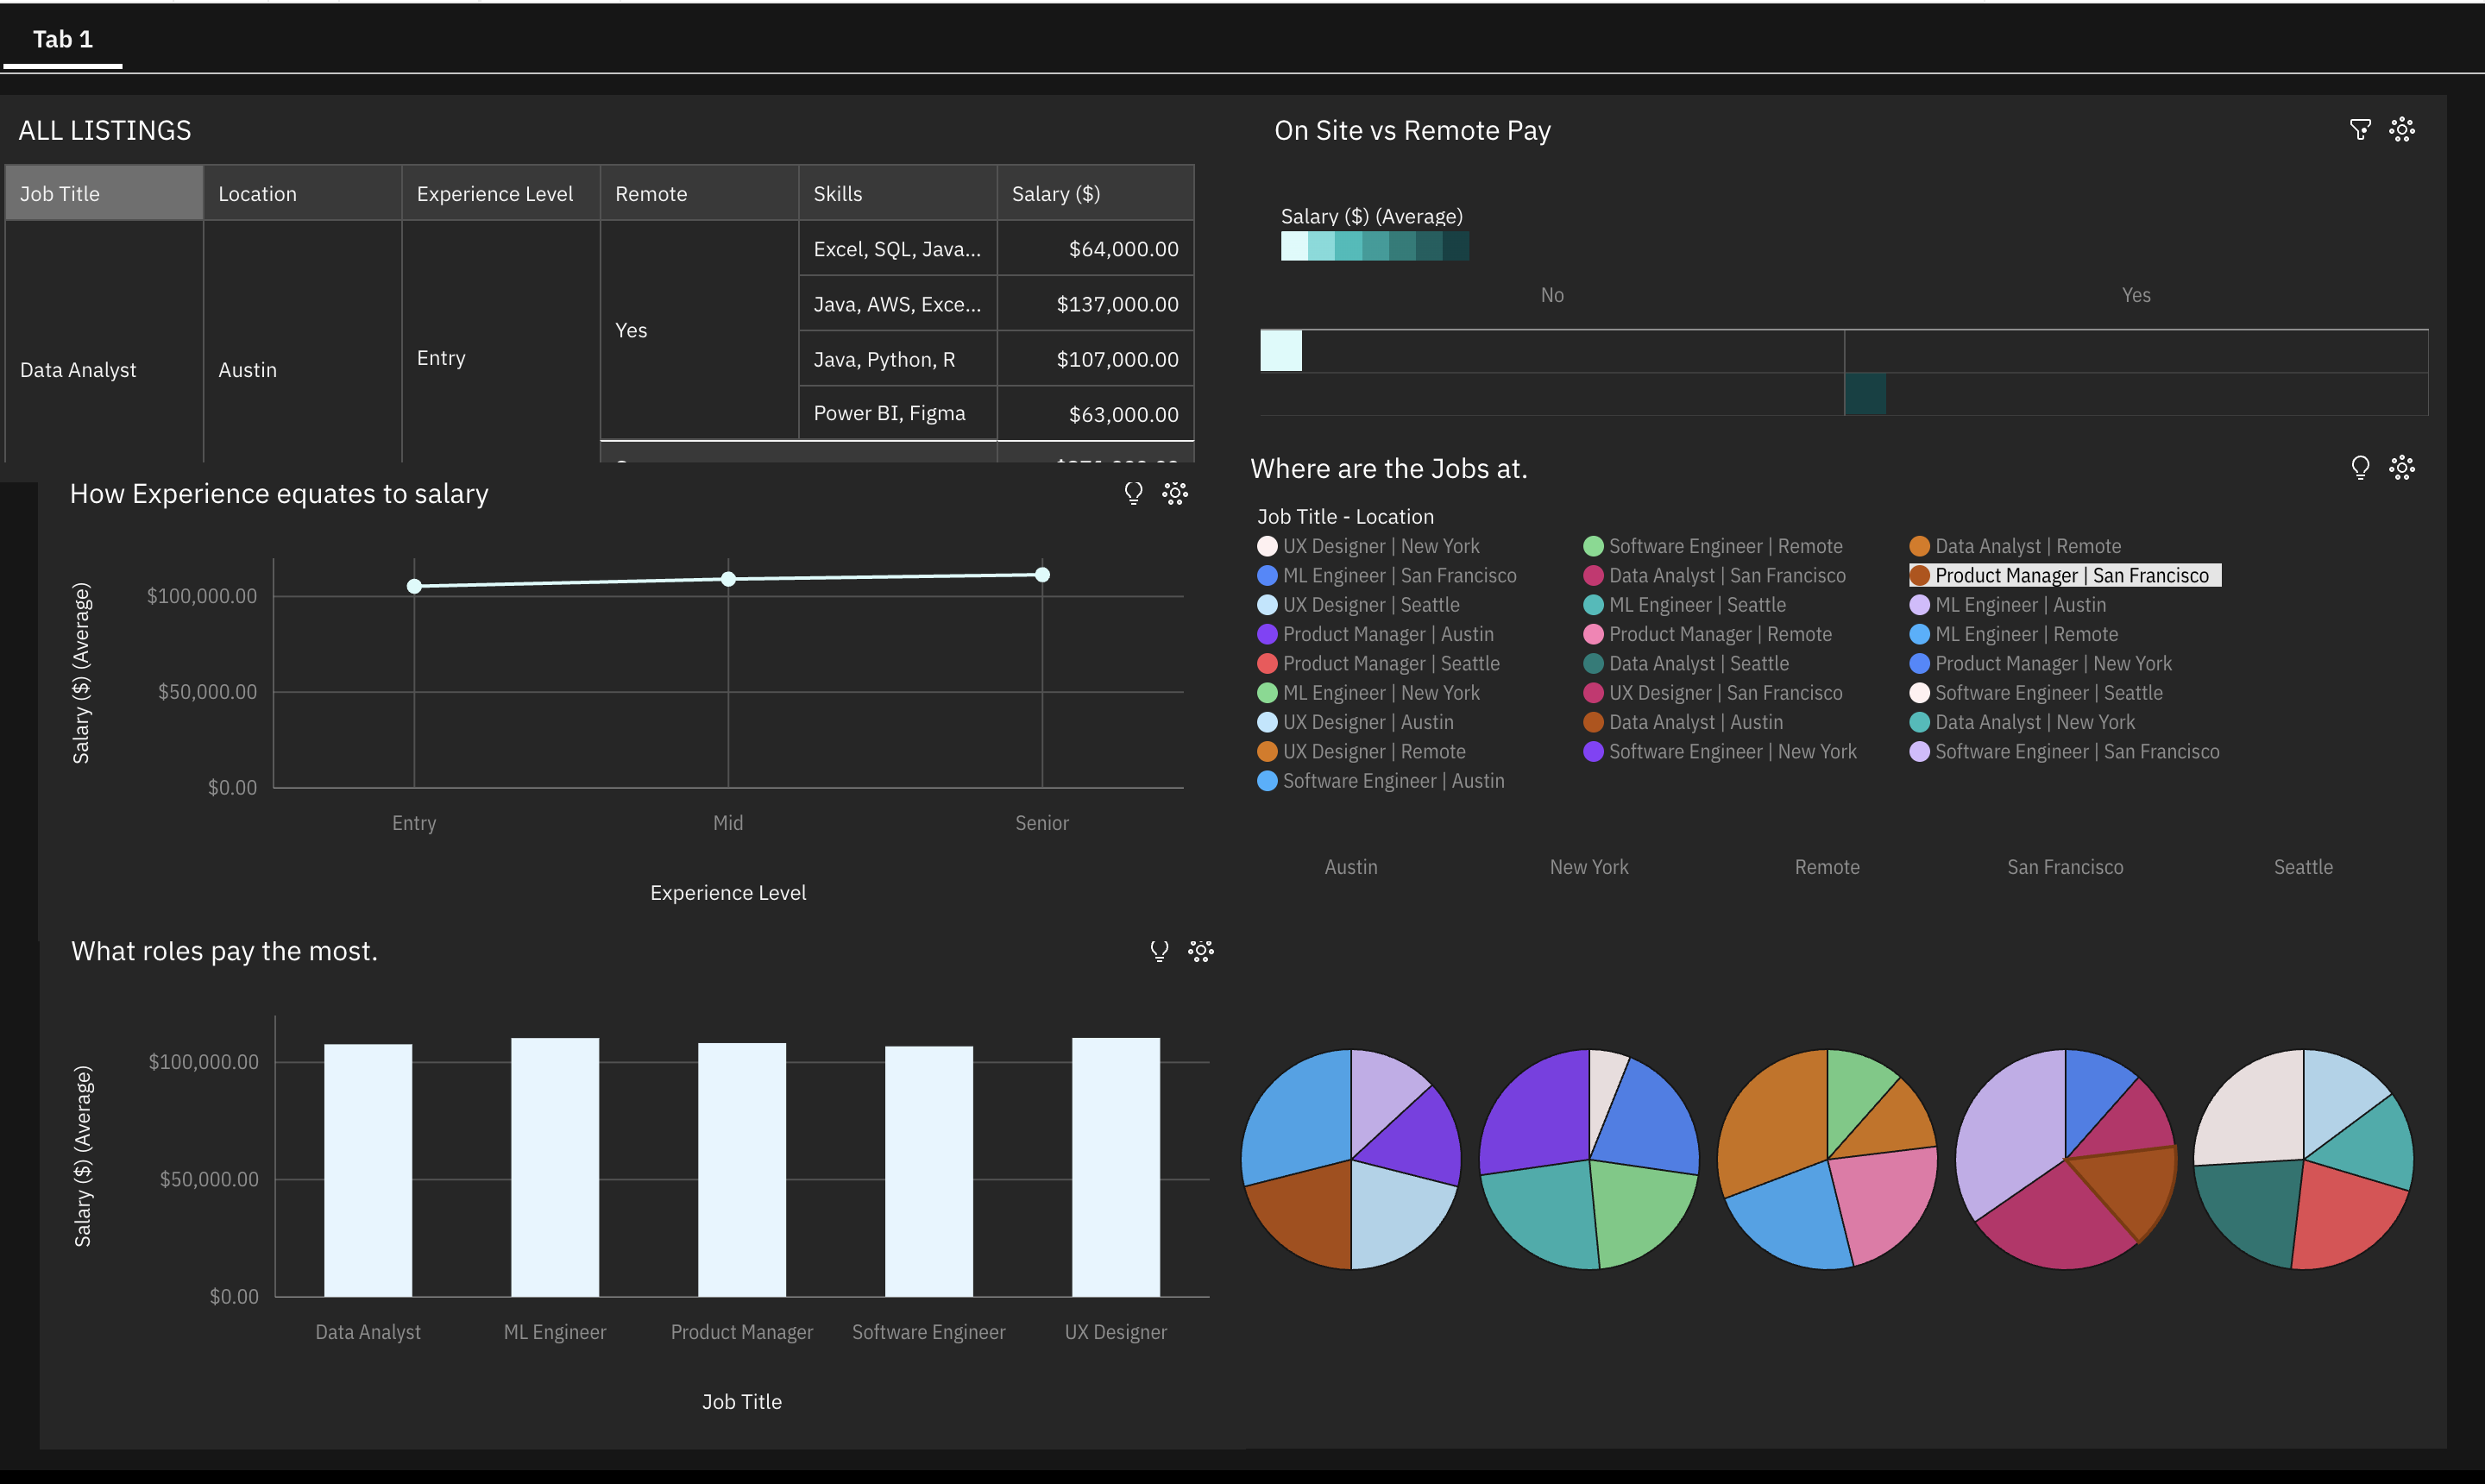 Tab 1
ALL LISTINGS
Job Title Location Experience Level Remote Skills Salary ($)
Data Analyst Austin Entry Yes
Excel, SQL, Java... $64,000.00
Java, AWS, Exce... $137,000.00
Java, Python, R $107,000.00
Power BI, Figma $63,000.00
How Experience equates to salary
Salary ($) (Average)
$100,000.00
$50,000.00
$0.00
Entry Mid Senior
Experience Level
What roles pay the most.
Salary ($) (Average)
$100,000.00
$50,000.00
$0.00
Data Analyst ML Engineer Product Manager Software Engineer UX Designer
Job Title
On Site vs Remote Pay
Salary ($) (Average)
No Yes
Where are the Jobs at.
Job Title - Location
UX Designer | New York Software Engineer | Remote Data Analyst | Remote
ML Engineer | San Francisco Data Analyst | San Francisco Product Manager | San Francisco
UX Designer | Seattle ML Engineer | Seattle ML Engineer | Austin
Product Manager | Austin Product Manager | Remote ML Engineer | Remote
Product Manager | Seattle Data Analyst | Seattle Product Manager | New York
ML Engineer | New York UX Designer | San Francisco Software Engineer | Seattle
UX Designer | Austin Data Analyst | Austin Data Analyst | New York
UX Designer | Remote Software Engineer | New York Software Engineer | San Francisco
Software Engineer | Austin
Austin New York Remote San Francisco Seattle